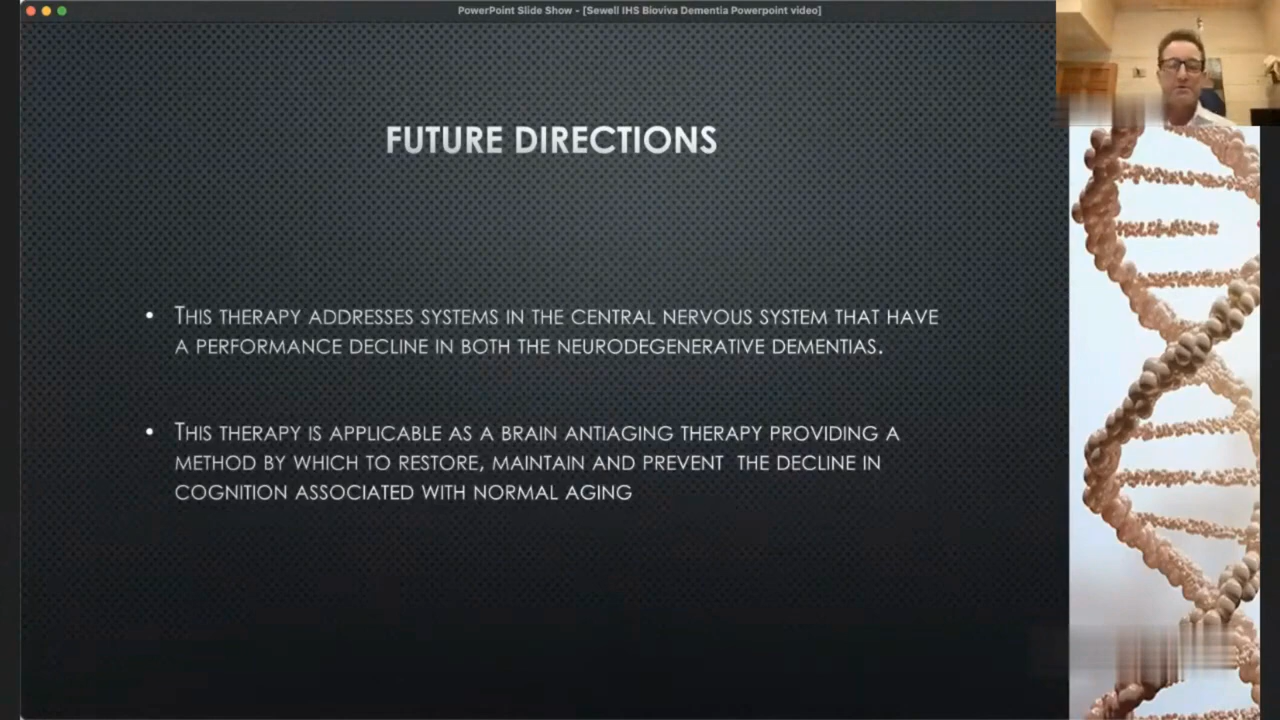 PowerPoint Slide Show - [Sewell IHS Bioviva Dementia Powerpoint video]
FUTURE DIRECTIONS
• THIS THERAPY ADDRESSES SYSTEMS IN THE CENTRAL NERVOUS SYSTEM THAT HAVE
A PERFORMANCE DECLINE IN BOTH THE NEURODEGENERATIVE DEMENTIAS.
• THIS THERAPY IS APPLICABLE AS A BRAIN ANTIAGING THERAPY PROVIDING A
METHOD BY WHICH TO RESTORE, MAINTAIN AND PREVENT THE DECLINE IN
COGNITION ASSOCIATED WITH NORMAL AGING